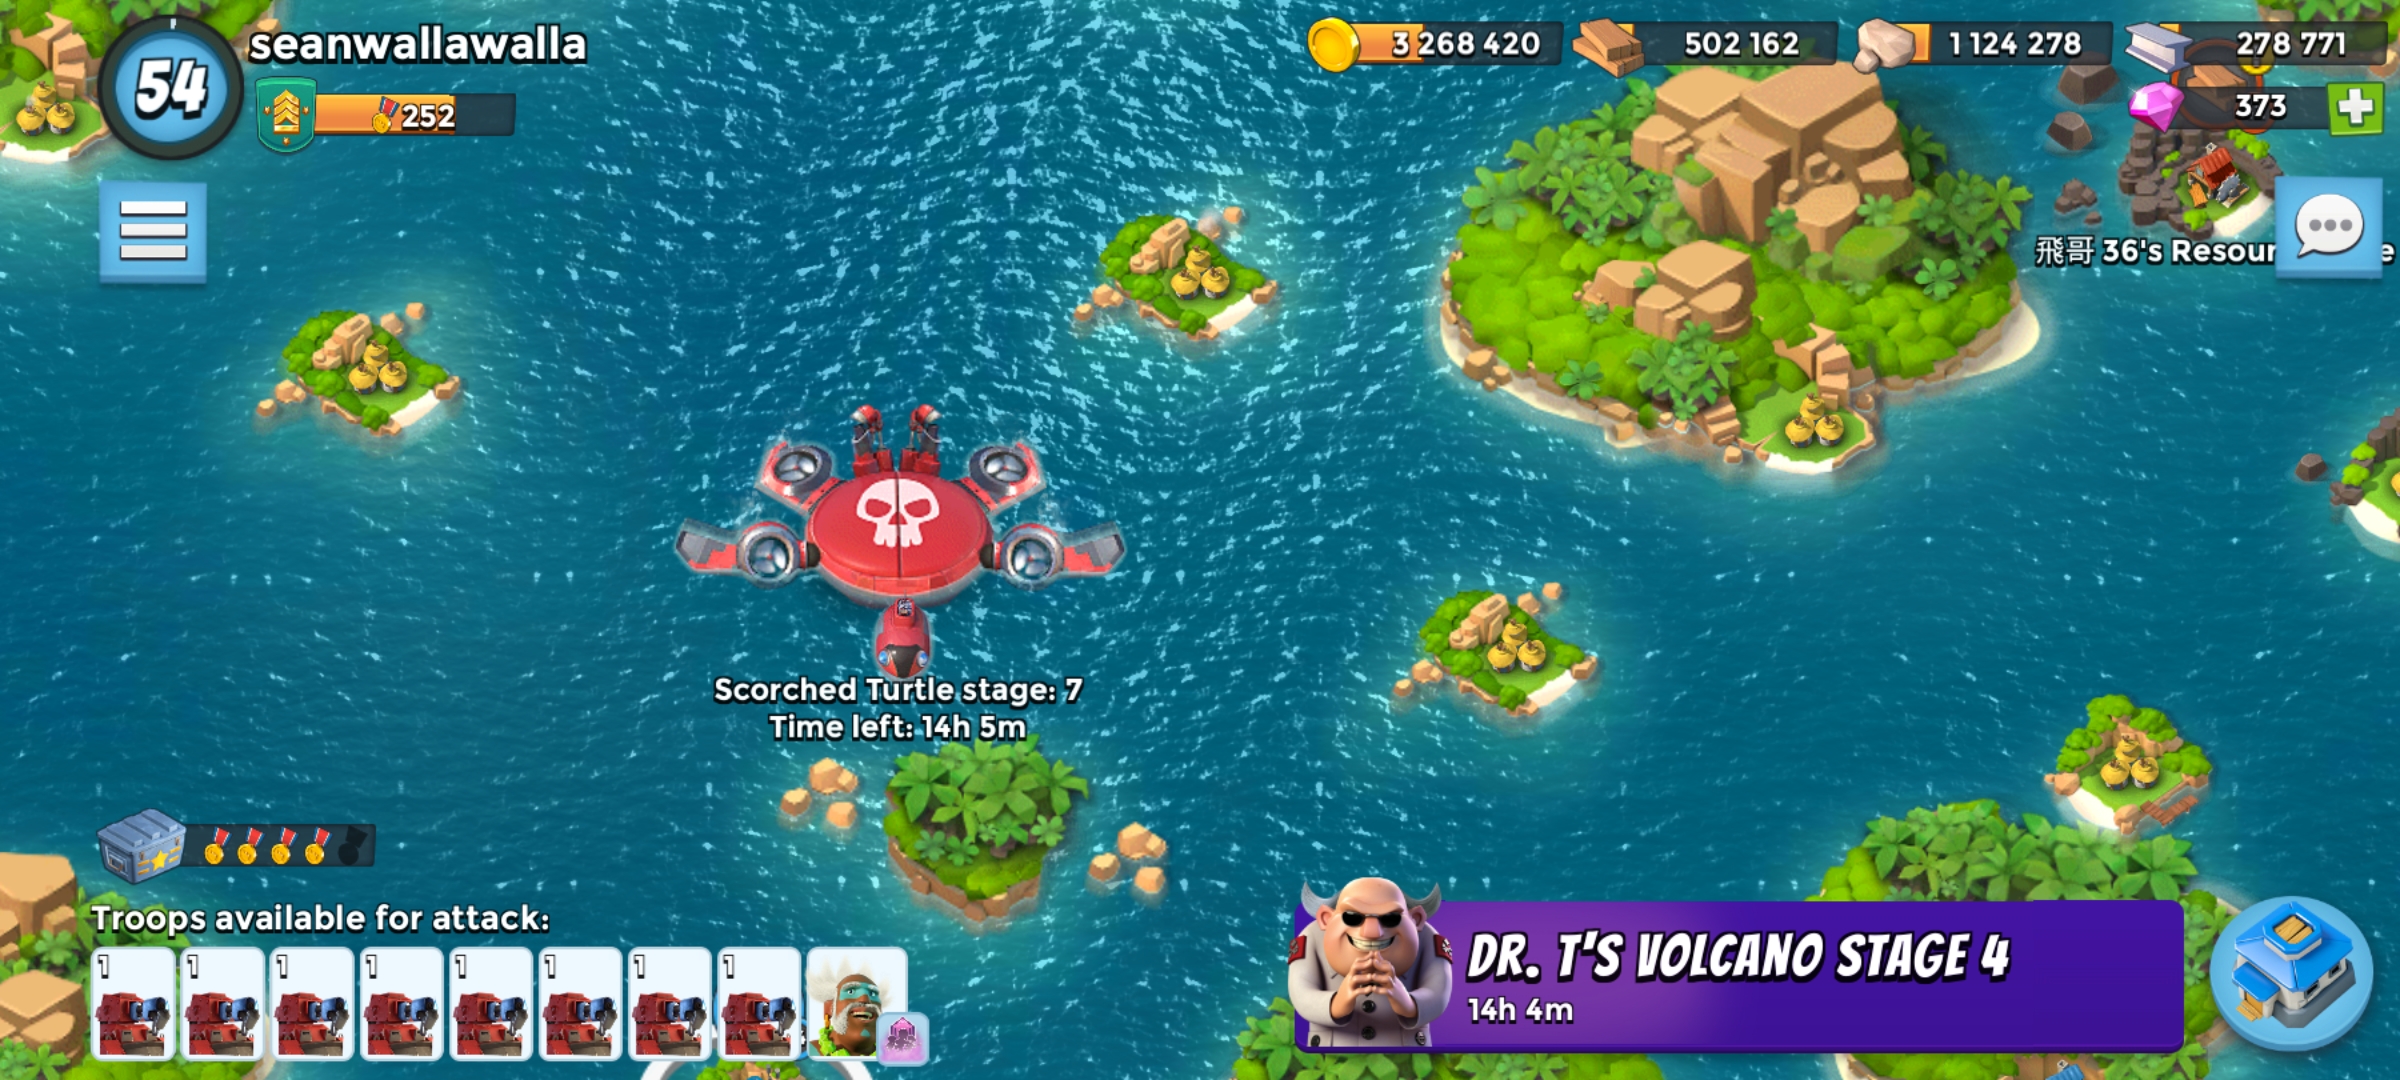 54
seanwallawalla
252
3 268 420
502 162
1 124 278
278 771
373
飛哥 36's Resour
e
Scorched Turtle stage: 7
Time left: 14h 5m
Troops available for attack:
1
1
1
1
1
1
1
1
DR. T'S VOLCANO STAGE 4
14h 4m